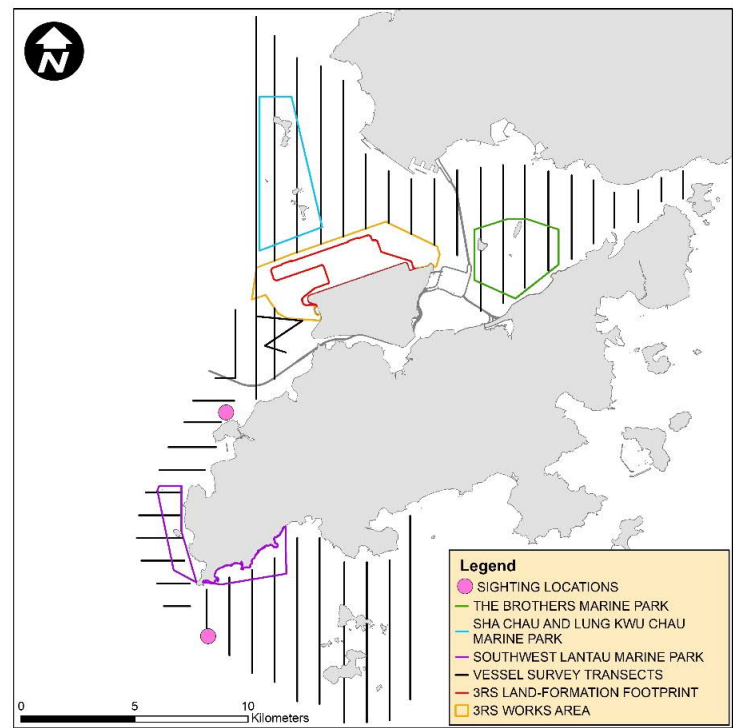 N
0 5 10
Kilometers
Legend
SIGHTING LOCATIONS
THE BROTHERS MARINE PARK
SHA CHAU AND LUNG KWU CHAU
MARINE PARK
SOUTHWEST LANTAU MARINE PARK
VESSEL SURVEY TRANSECTS
3RS LAND-FORMATION FOOTPRINT
3RS WORKS AREA